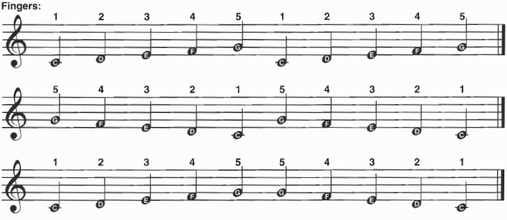 Fingers:
1 2 3 4 5 1 2 3 4 5
C D E F G C D E F G
5 4 3 2 1 5 4 3 2 1
G F E D C G F E D C
1 2 3 4 5 5 4 3 2 1
C D E F G G F E D C